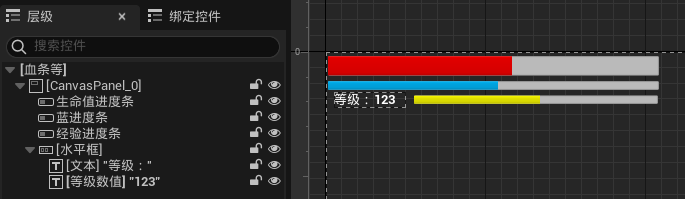 层级
绑定控件
搜索控件
[血条等]
[CanvasPanel_0]
生命值进度条
蓝进度条
经验进度条
[水平框]
[文本] "等级："
[等级数值] "123"
0
等级：123